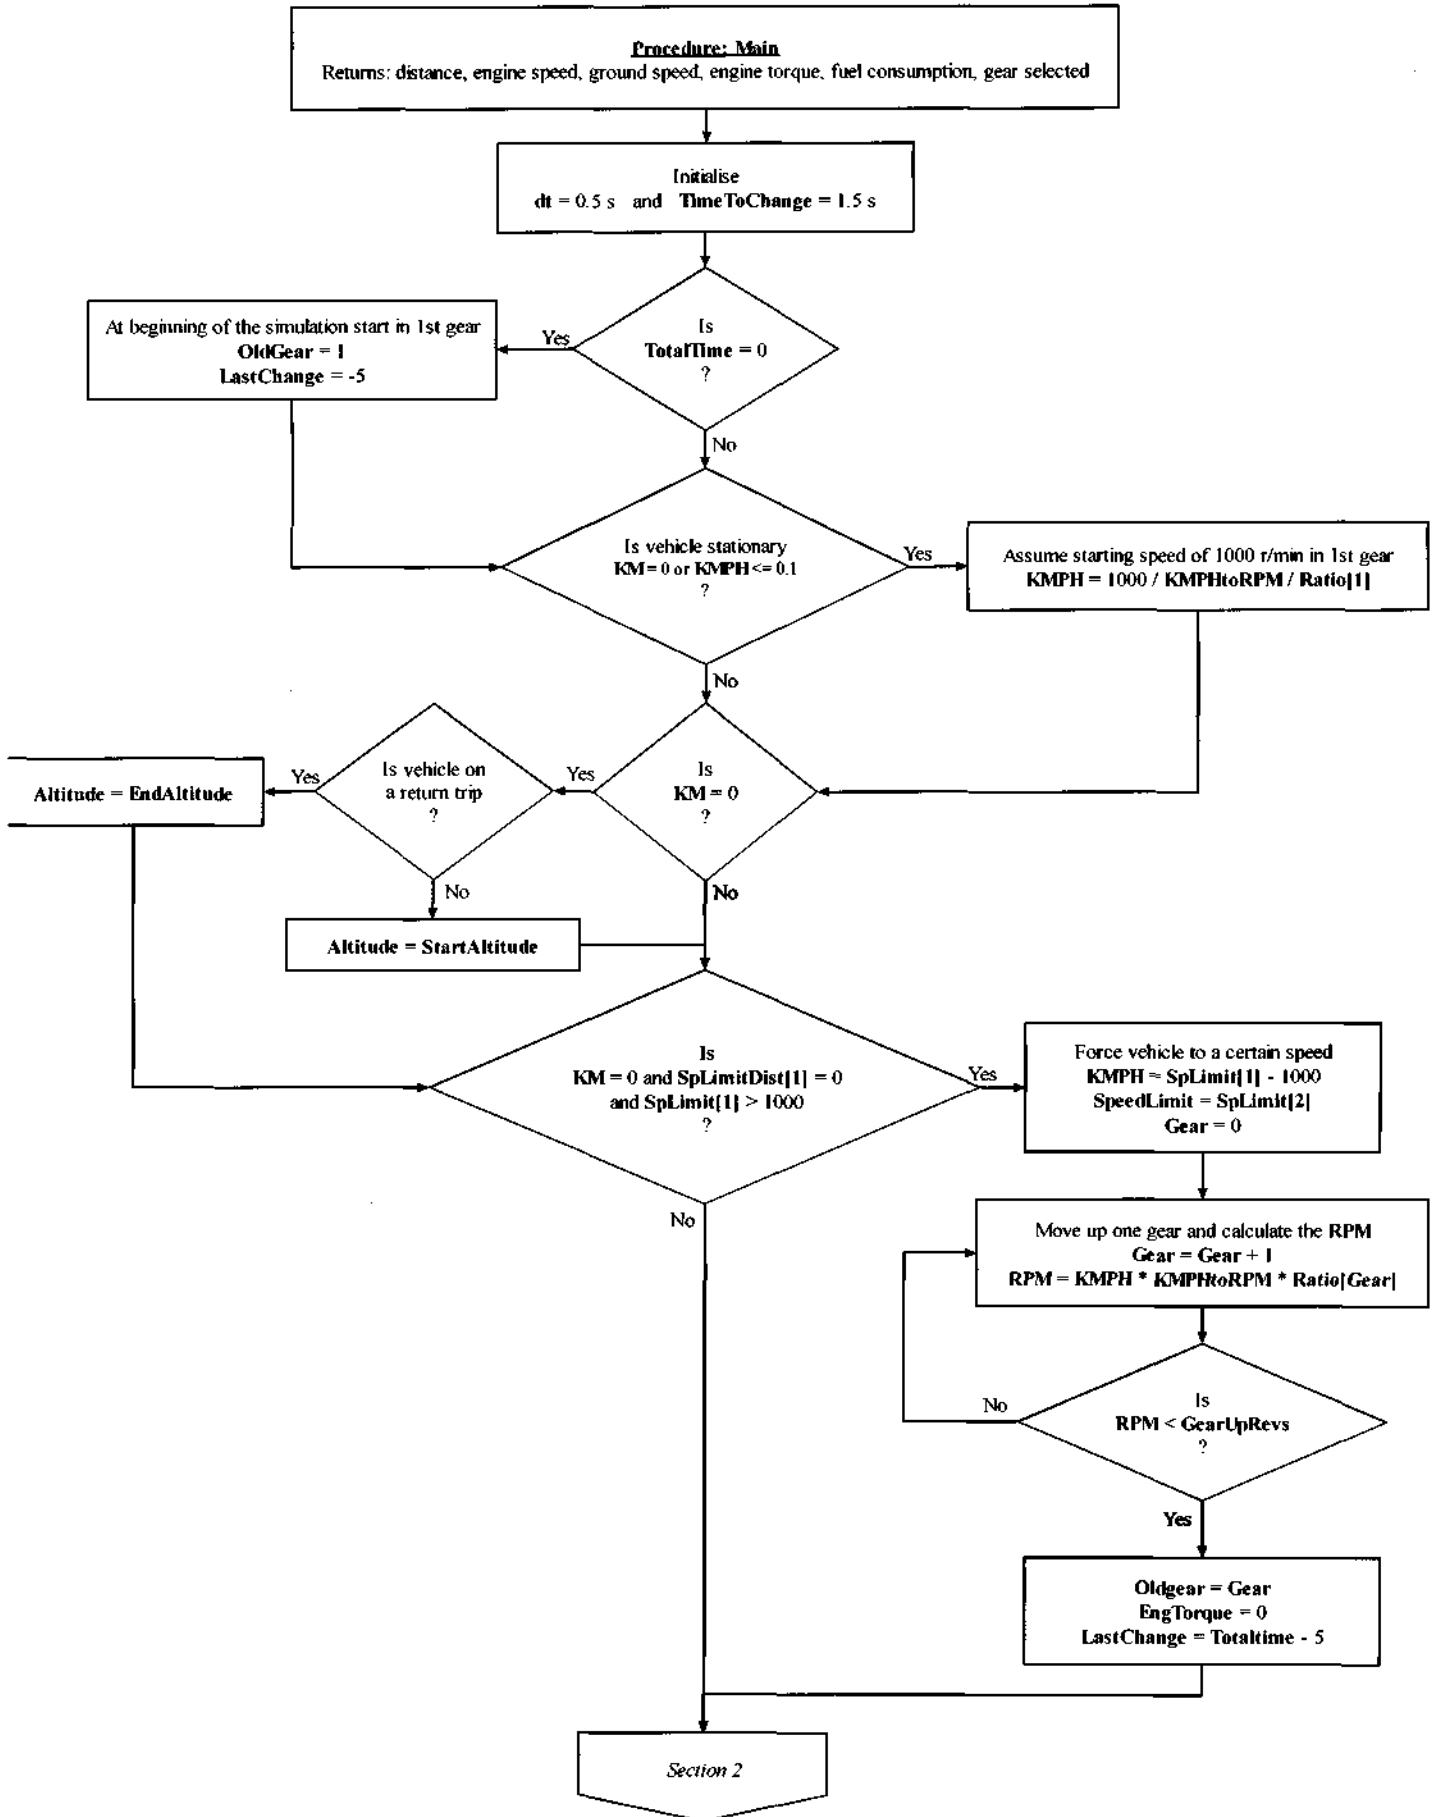 Procedure: Main
Returns: distance, engine speed, ground speed, engine torque, fuel consumption, gear selected
Initialise
dt = 0.5 s and TimeToChange = 1.5 s
Is
TotalTime = 0
?
Yes
At beginning of the simulation start in 1st gear
OldGear = 1
LastChange = -5
No
Is vehicle stationary
KM = 0 or KMPH <= 0.1
?
Yes
Assume starting speed of 1000 r/min in 1st gear
KMPH = 1000 / KMPHtoRPM / Ratio[1]
No
Is
KM = 0
?
Yes
Is vehicle on
a return trip
?
Yes
Altitude = EndAltitude
No
Altitude = StartAltitude
No
Is
KM = 0 and SpLimitDist[1] = 0
and SpLimit[1] > 1000
?
Yes
Force vehicle to a certain speed
KMPH = SpLimit[1] - 1000
SpeedLimit = SpLimit[2]
Gear = 0
Move up one gear and calculate the RPM
Gear = Gear + 1
RPM = KMPH * KMPHtoRPM * Ratio[Gear]
No
Is
RPM < GearUpRevs
?
No
Yes
Oldgear = Gear
EngTorque = 0
LastChange = Totaltime - 5
Section 2